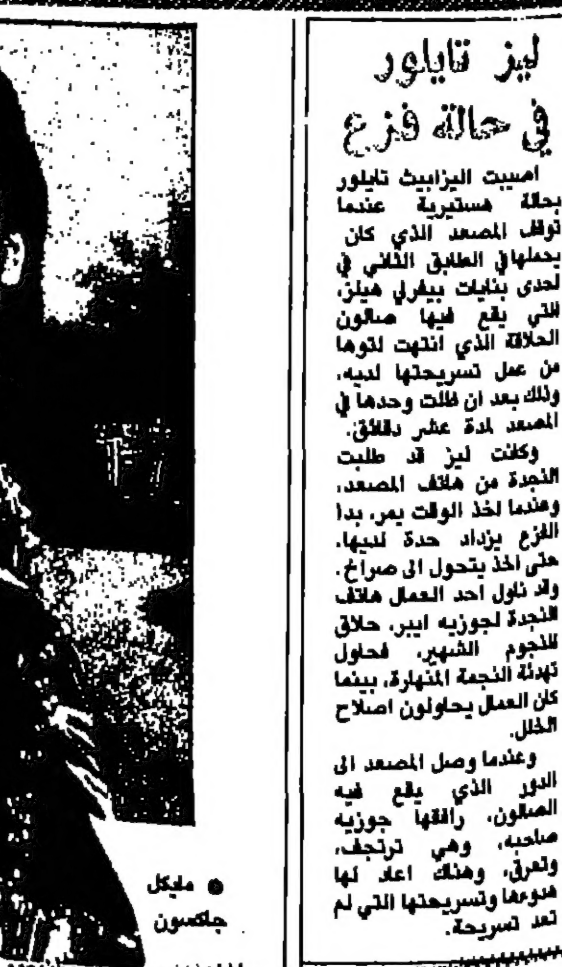 ليز تايلور
في حالة فزع
اصيبت اليزابيث تايلور
بحالة هستيرية عندما
توقف المصعد الذي كان
يحملها في الطابق الثاني في
احدى بنايات بيفرلي هيلز،
التي يقع فيها صالون
الحلاقة الذي انتهت لتوها
من عمل تسريحتها لديه،
وذلك بعد ان ظلت وحدها في
المصعد لمدة عشر دقائق.
وكانت ليز قد طلبت
النجدة من هاتف المصعد،
وعندما اخذ الوقت يمر، بدا
الفزع يزداد حدة لديها،
حتى اخذ يتحول الى صراخ.
وقد ناول احد العمال هاتف
النجدة لجوزيه ايبر، حلاق
النجوم الشهير، فحاول
تهدئة النجمة المنهارة، بينما
كان العمال يحاولون اصلاح
الخلل.
وعندما وصل المصعد الى
الدور الذي يقع فيه
الصالون، رافقها جوزيه
صاحبه، وهي ترتجف،
وتعرق، وهناك اعاد لها
هدوءها وتسريحتها التي لم
تعد تسريحة.
● مايكل
جاكسون